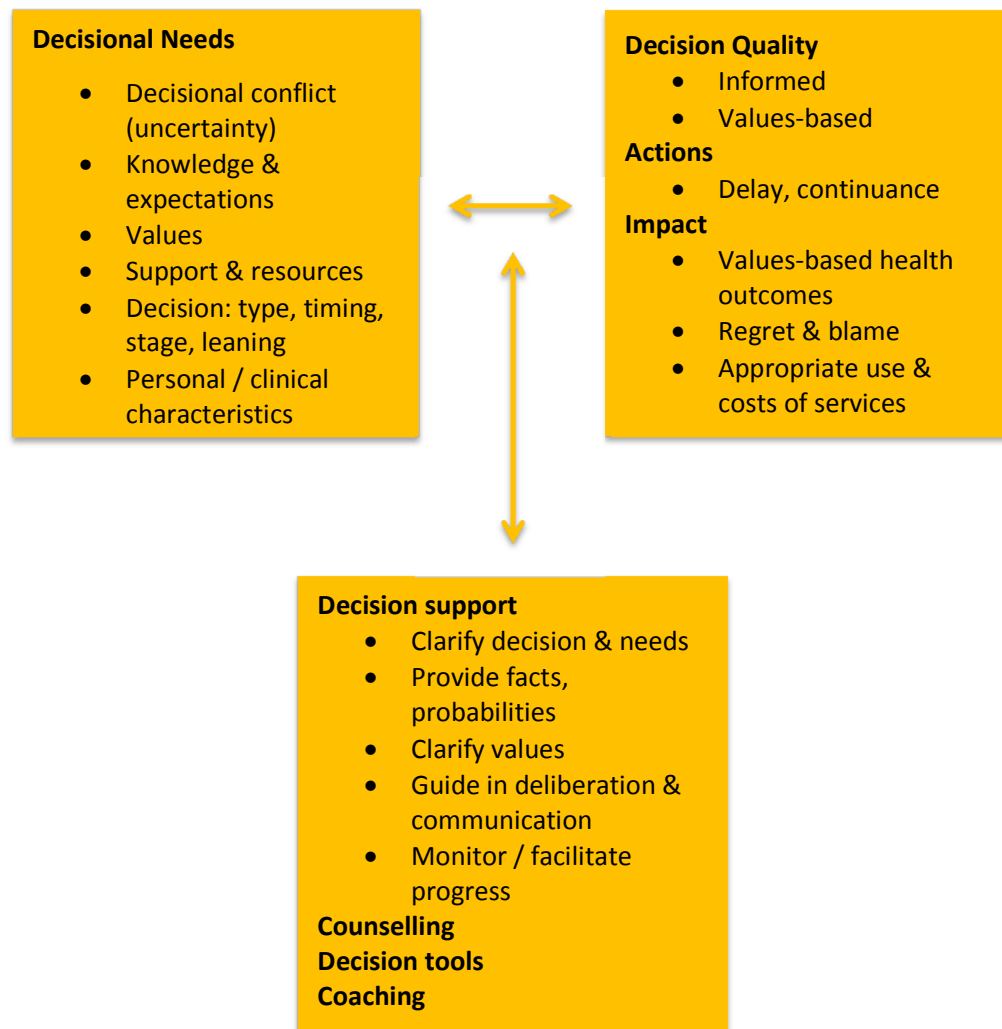 Decisional Needs
• Decisional conflict
(uncertainty)
• Knowledge &
expectations
• Values
• Support & resources
• Decision: type, timing,
stage, leaning
• Personal / clinical
characteristics
Decision Quality
• Informed
• Values-based
Actions
• Delay, continuance
Impact
• Values-based health
outcomes
• Regret & blame
• Appropriate use &
costs of services
Decision support
• Clarify decision & needs
• Provide facts,
probabilities
• Clarify values
• Guide in deliberation &
communication
• Monitor / facilitate
progress
Counselling
Decision tools
Coaching